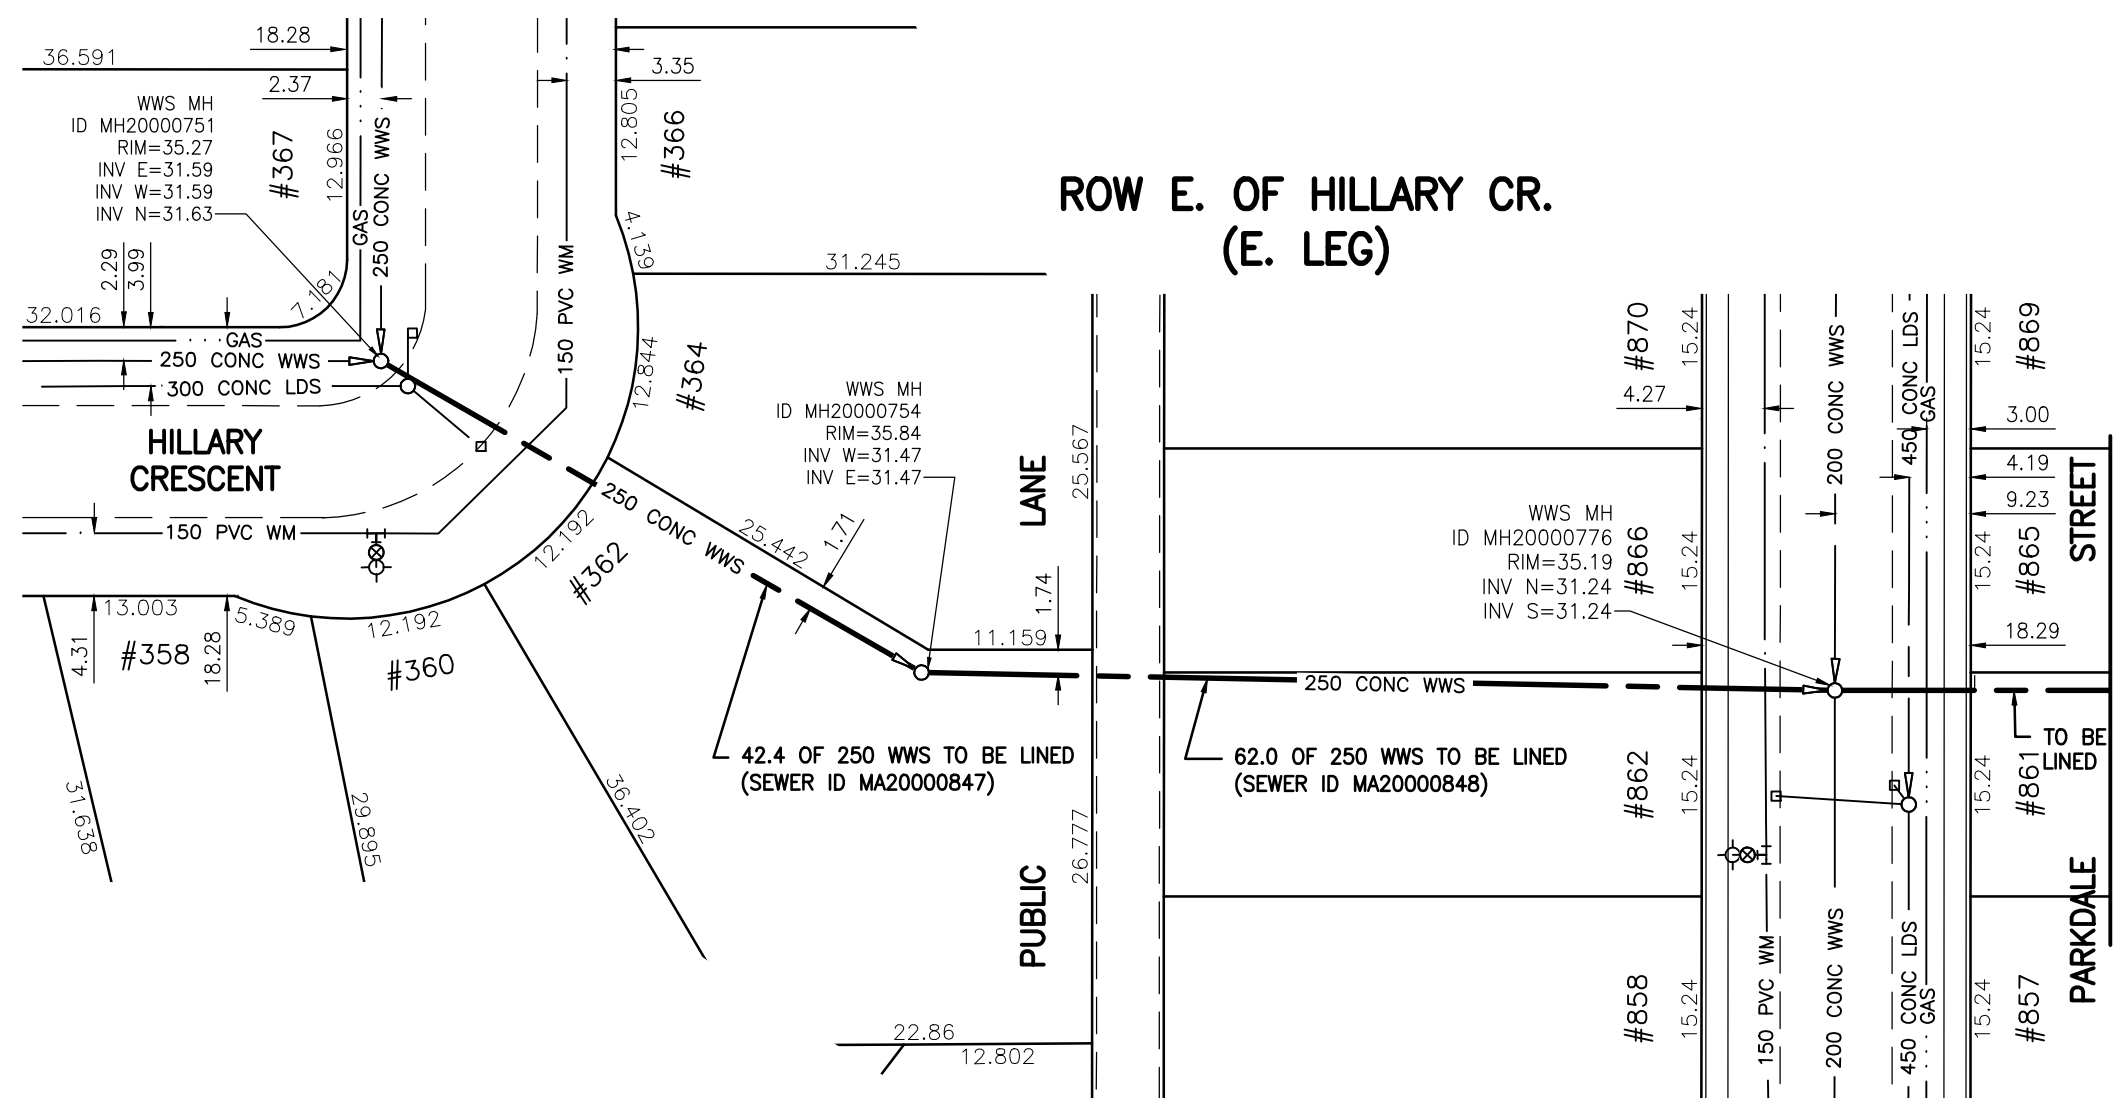 18.28
36.591
2.37
3.35
WWS MH
ID MH20000751
RIM=35.27
INV E=31.59
INV W=31.59
INV N=31.63
#367
12.966
GAS
250 CONC WWS
12.805
#366
4.139
ROW E. OF HILLARY CR.
(E. LEG)
2.29
3.99
7.181
32.016
GAS
250 CONC WWS
300 CONC LDS
150 PVC WM
31.245
12.844
#364
HILLARY
CRESCENT
150 PVC WM
WWS MH
ID MH20000754
RIM=35.84
INV W=31.47
INV E=31.47
250 CONC WWS
25.442
1.71
12.192
#362
13.003
5.389
12.192
4.31
#358
18.28
#360
31.638
29.895
36.402
11.159
1.74
LANE
25.567
PUBLIC
26.777
42.4 OF 250 WWS TO BE LINED
(SEWER ID MA20000847)
250 CONC WWS
62.0 OF 250 WWS TO BE LINED
(SEWER ID MA20000848)
22.86
12.802
#870
15.24
4.27
200 CONC WWS
450 CONC LDS
GAS
15.24
#869
3.00
4.19
9.23
WWS MH
ID MH20000776
RIM=35.19
INV N=31.24
INV S=31.24
#866
15.24
15.24
#865
STREET
18.29
TO BE
LINED
#862
15.24
15.24
#861
PARKDALE
#858
15.24
150 PVC WM
200 CONC WWS
450 CONC LDS
GAS
15.24
#857